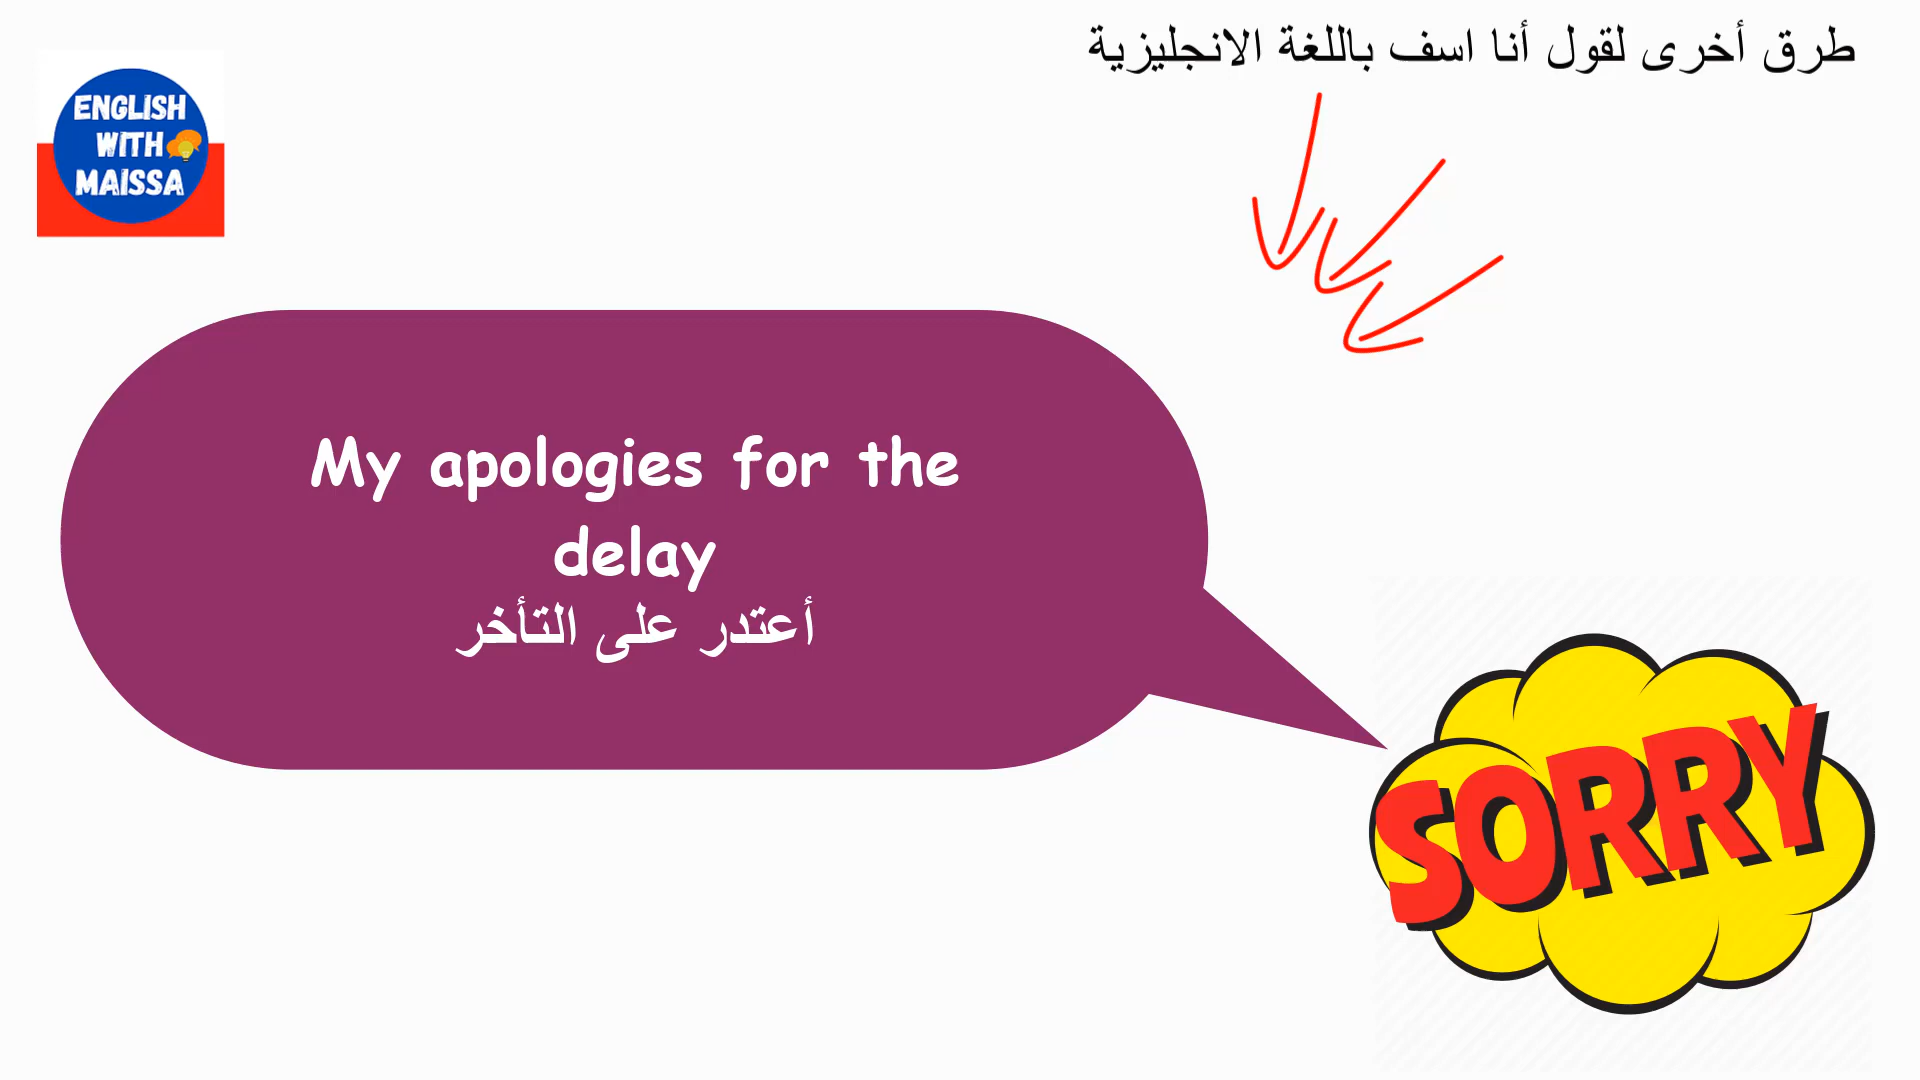 طرق أخرى لقول أنا اسف باللغة الانجليزية
ENGLISH
WITH
MAISSA
My apologies for the
delay
أعتدر على التأخر
SORRY